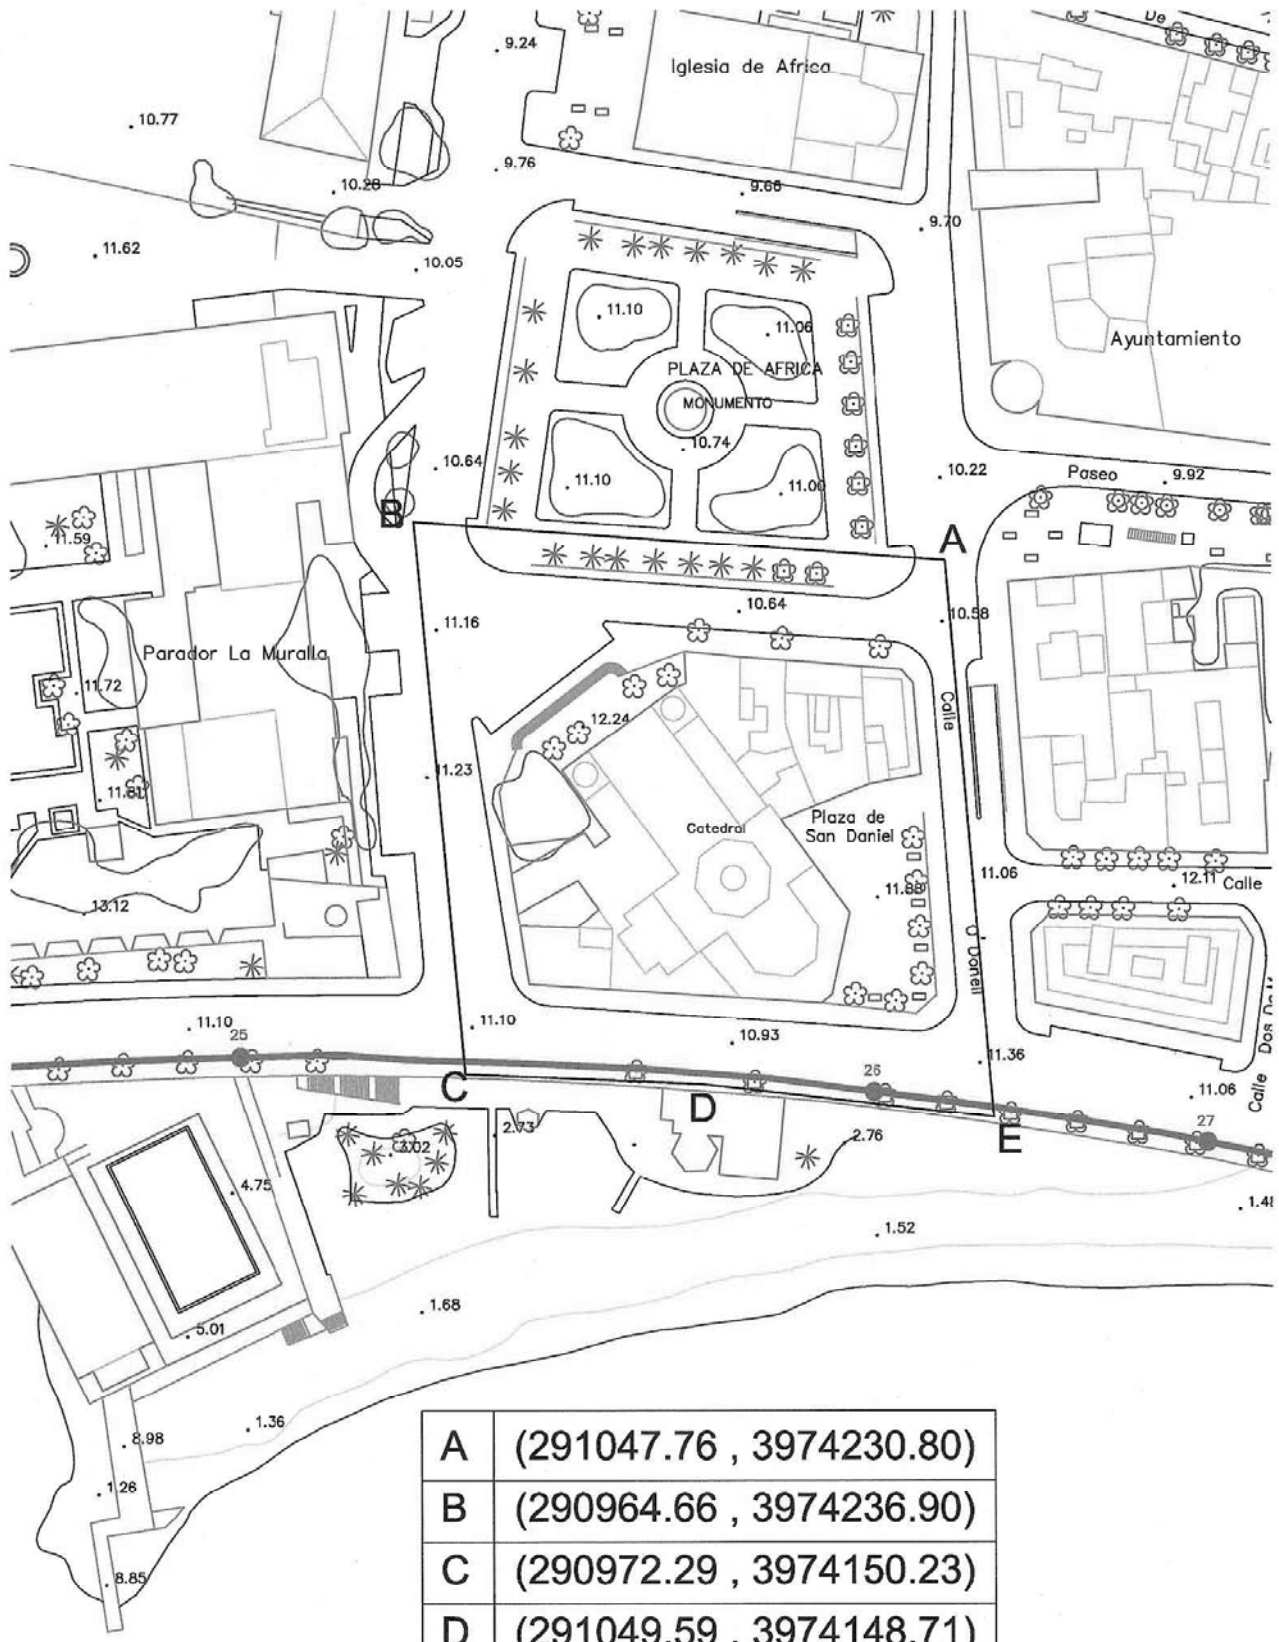 De
9.24
Iglesia de Africa
10.77
9.76
10.28
9.66
9.70
11.62
10.05
11.10
11.06
Ayuntamiento
PLAZA DE AFRICA
MONUMENTO
10.74
10.64
10.22
Paseo
9.92
11.10
11.00
B
A
11.59
10.64
10.58
11.16
Parador La Muralla
11.72
12.24
Calle
11.23
11.81
Plaza de
San Daniel
Catedral
11.06
12.11
Calle
11.88
13.12
O Donell
11.10
11.10
10.93
25
11.36
26
11.06
Calle
C
D
E
27
2.73
2.76
3.02
4.75
1.52
1.68
5.01
1.36
8.98
1.26
8.85
A (291047.76 , 3974230.80)
B (290964.66 , 3974236.90)
C (290972.29 , 3974150.23)
D (291049.59 , 3974148.71)